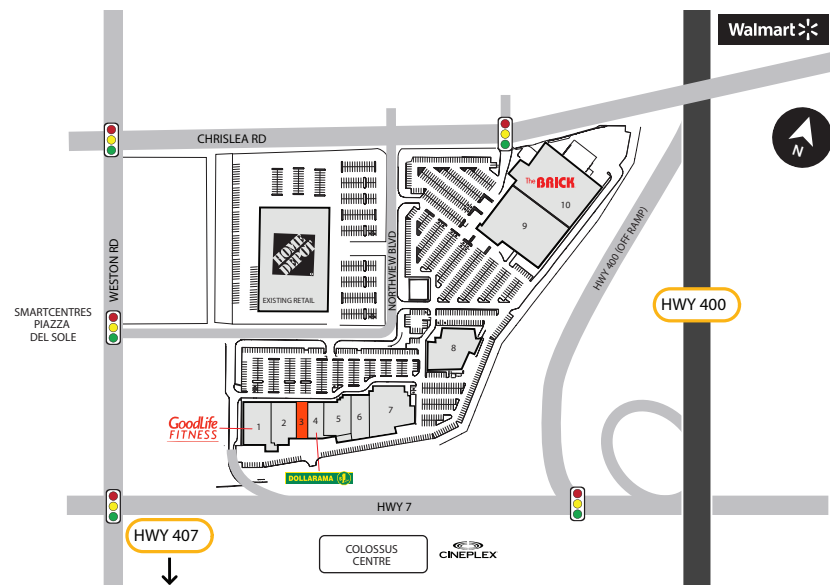 Walmart
CHRISLEA RD
N
The BRICK
10
9
WESTON RD
HOME
DEPOT
EXISTING RETAIL
NORTHVIEW BLVD
HWY 400 (OFF RAMP)
HWY 400
SMARTCENTRES
PIAZZA
DEL SOLE
8
GoodLife
FITNESS
1
2
3
4
5
6
7
DOLLARAMA
HWY 7
HWY 407
COLOSSUS
CENTRE
CINEPLEX